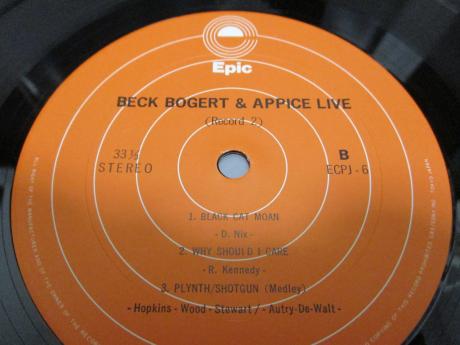 Epic
BECK BOGERT & APPICE LIVE
(Record 2)
33⅓
STEREO
B
ECPJ-6
1. BLACK CAT MOAN
- D. Nix -
2. WHY SHOULD I CARE
- R. Kennedy -
3. PLYNTH/SHOTGUN (Medley)
- Hopkins - Wood - Stewart / - Autry-De-Walt -